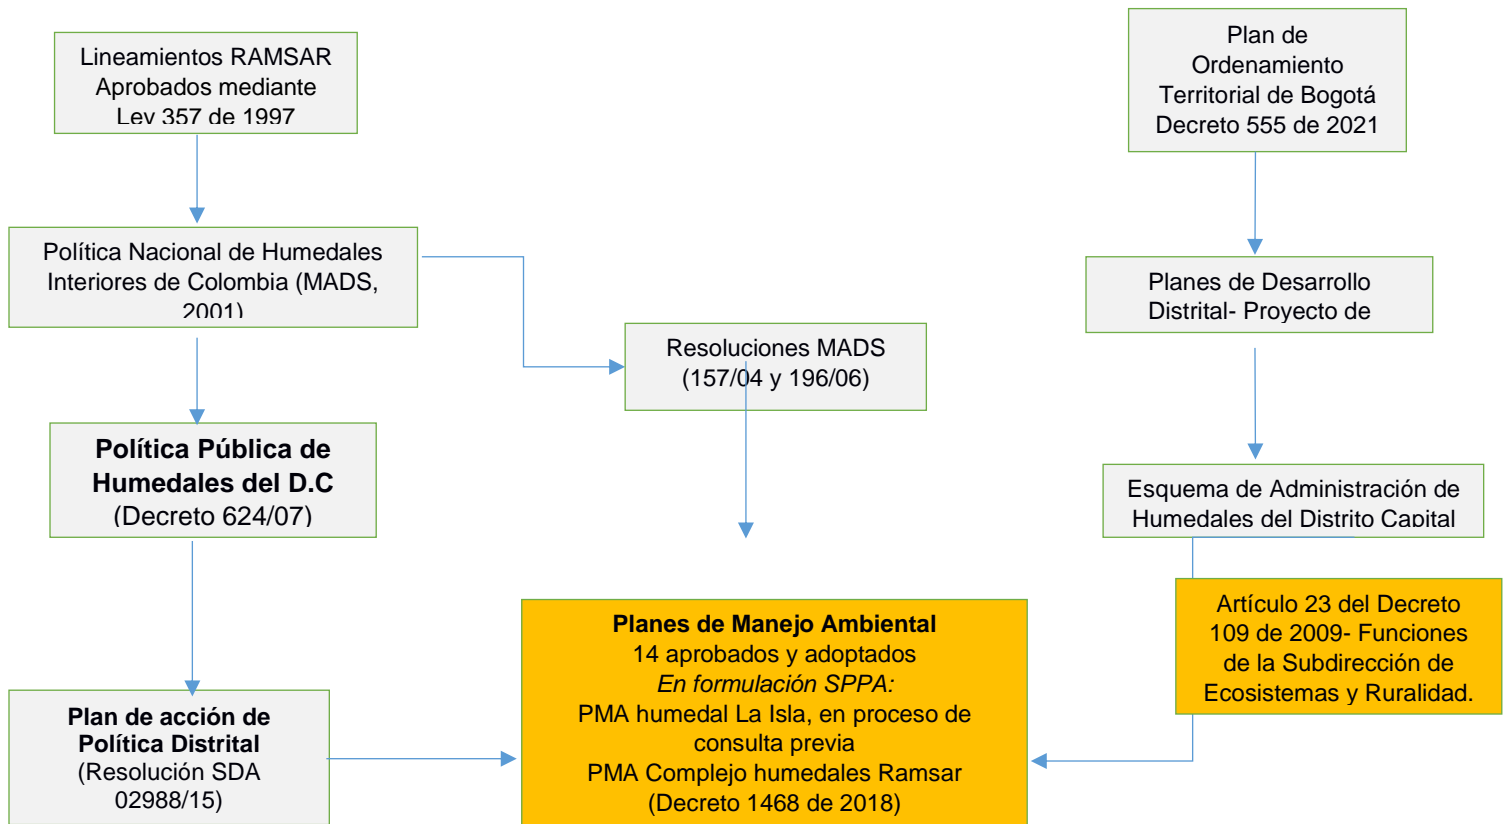 Lineamientos RAMSAR
Aprobados mediante
Ley 357 de 1997
Plan de
Ordenamiento
Territorial de Bogotá
Decreto 555 de 2021
Política Nacional de Humedales
Interiores de Colombia (MADS,
2001)
Planes de Desarrollo
Distrital- Proyecto de
Resoluciones MADS
(157/04 y 196/06)
Política Pública de
Humedales del D.C
(Decreto 624/07)
Esquema de Administración de
Humedales del Distrito Capital
Artículo 23 del Decreto
109 de 2009- Funciones
de la Subdirección de
Ecosistemas y Ruralidad.
Planes de Manejo Ambiental
14 aprobados y adoptados
En formulación SPPA:
PMA humedal La Isla, en proceso de
consulta previa
PMA Complejo humedales Ramsar
(Decreto 1468 de 2018)
Plan de acción de
Política Distrital
(Resolución SDA
02988/15)